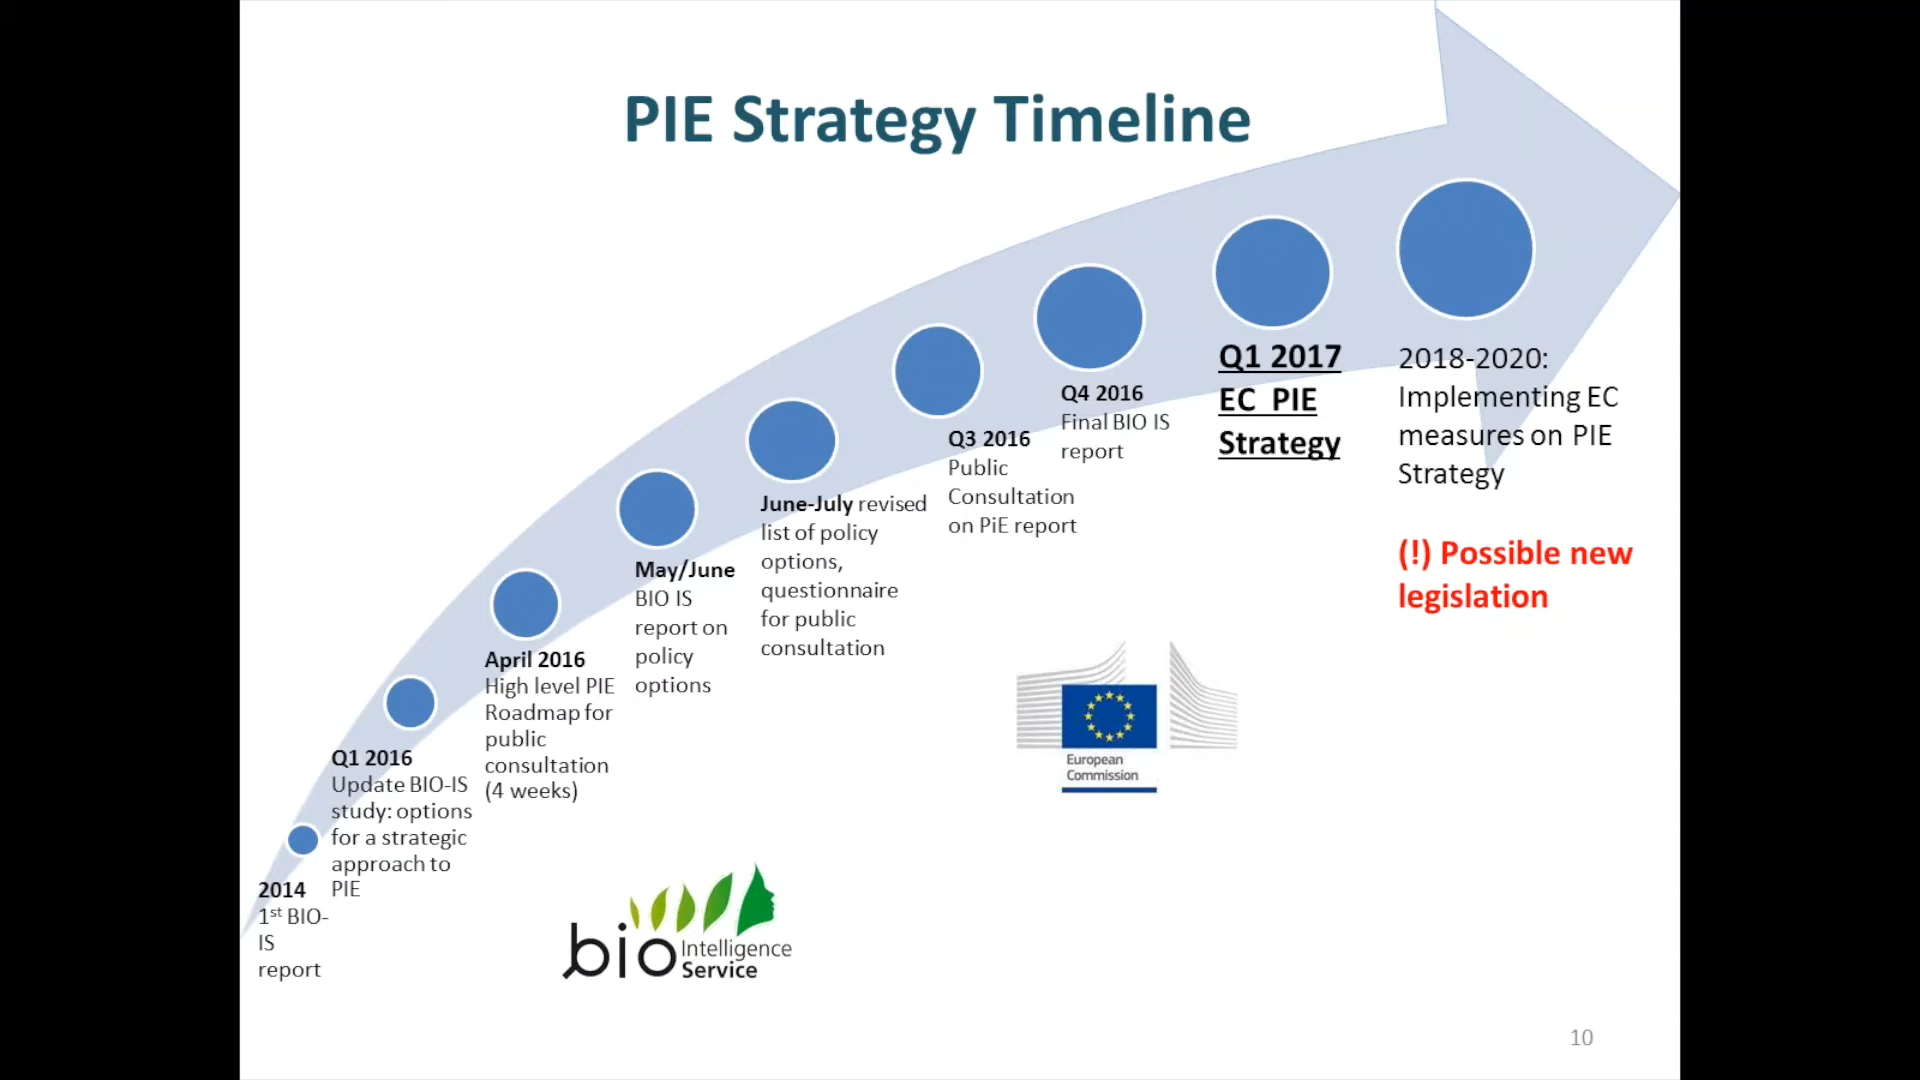 PIE Strategy Timeline
2014
1st BIO-
IS
report
Q1 2016
Update BIO-IS
study: options
for a strategic
approach to
PIE
April 2016
High level PIE
Roadmap for
public
consultation
(4 weeks)
May/June
BIO IS
report on
policy
options
June-July revised
list of policy
options,
questionnaire
for public
consultation
Q3 2016
Public
Consultation
on PiE report
Q4 2016
Final BIO IS
report
Q1 2017
EC PIE
Strategy
2018-2020:
Implementing EC
measures on PIE
Strategy
(!) Possible new
legislation
European
Commission
bio Intelligence
Service
10